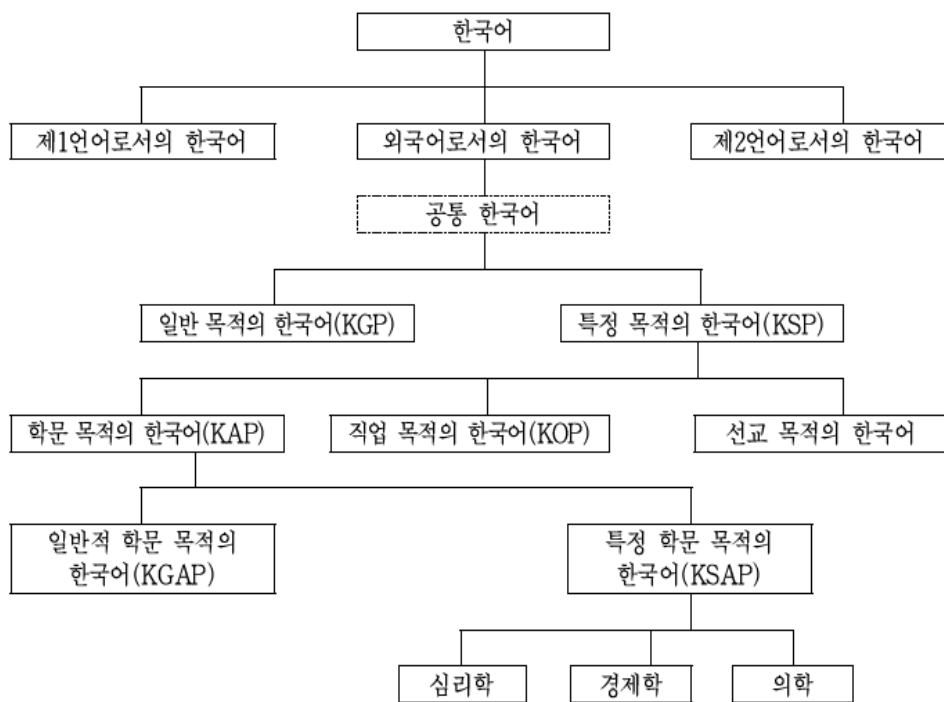 한국어
제1언어로서의 한국어
외국어로서의 한국어
제2언어로서의 한국어
공통 한국어
일반 목적의 한국어(KGP)
특정 목적의 한국어(KSP)
학문 목적의 한국어(KAP)
직업 목적의 한국어(KOP)
선교 목적의 한국어
일반적 학문 목적의
한국어(KGAP)
특정 학문 목적의
한국어(KSAP)
심리학
경제학
의학